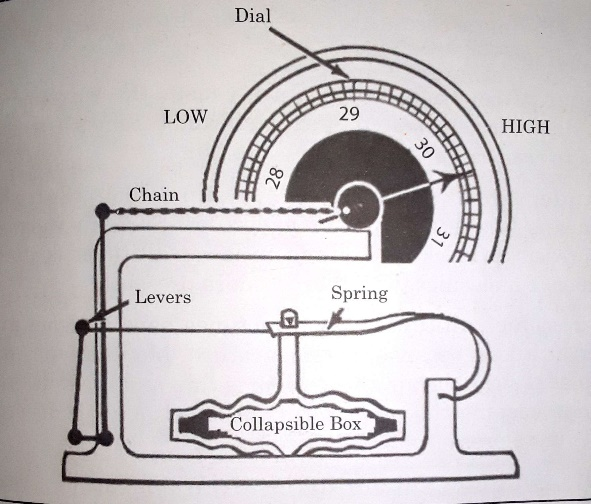 Dial
LOW
HIGH
28
29
30
31
Chain
Levers
Spring
Collapsible Box